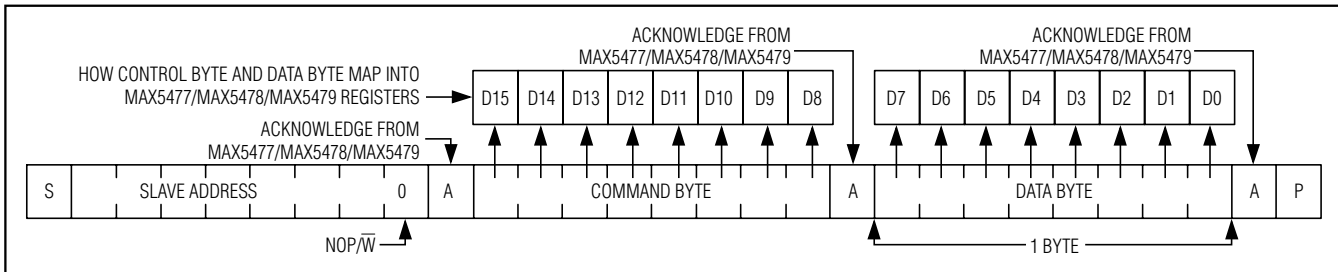 ACKNOWLEDGE FROM
MAX5477/MAX5478/MAX5479
ACKNOWLEDGE FROM
MAX5477/MAX5478/MAX5479
HOW CONTROL BYTE AND DATA BYTE MAP INTO
MAX5477/MAX5478/MAX5479 REGISTERS
D15 D14 D13 D12 D11 D10 D9 D8 D7 D6 D5 D4 D3 D2 D1 D0
ACKNOWLEDGE FROM
MAX5477/MAX5478/MAX5479
S SLAVE ADDRESS 0 A COMMAND BYTE A DATA BYTE A P
NOP/W̅
1 BYTE